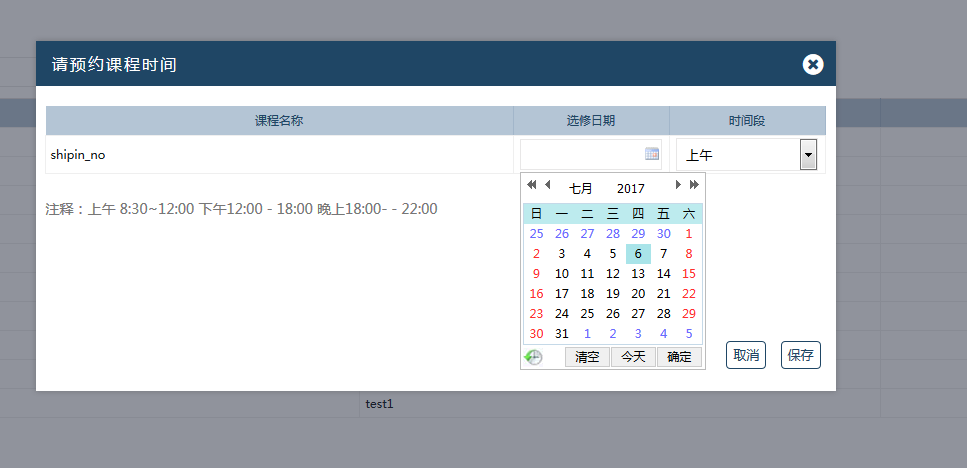 请预约课程时间
课程名称 选修日期 时间段
shipin_no 上午
注释：上午 8:30~12:00 下午12:00 - 18:00 晚上18:00- - 22:00
七月 2017
日 一 二 三 四 五 六
25 26 27 28 29 30 1
2 3 4 5 6 7 8
9 10 11 12 13 14 15
16 17 18 19 20 21 22
23 24 25 26 27 28 29
30 31 1 2 3 4 5
清空 今天 确定
取消 保存
test1